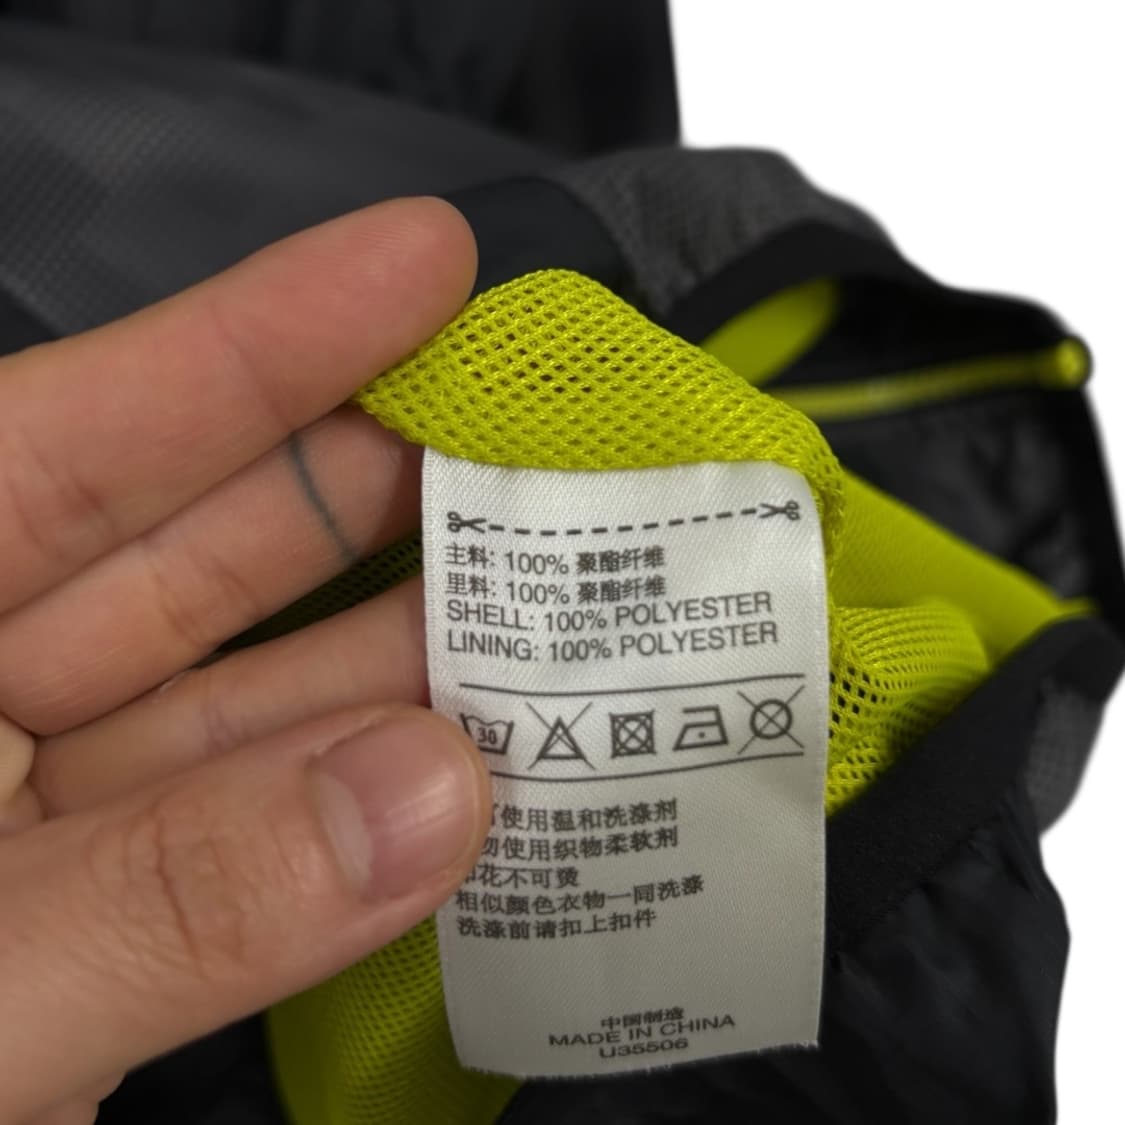 主料: 100% 聚酯纤维
里料: 100% 聚酯纤维
SHELL: 100% POLYESTER
LINING: 100% POLYESTER
30
使用温和洗涤剂
勿使用织物柔软剂
印花不可烫
相似颜色衣物一同洗涤
洗涤前请扣上扣件
中国制造
MADE IN CHINA
U35506